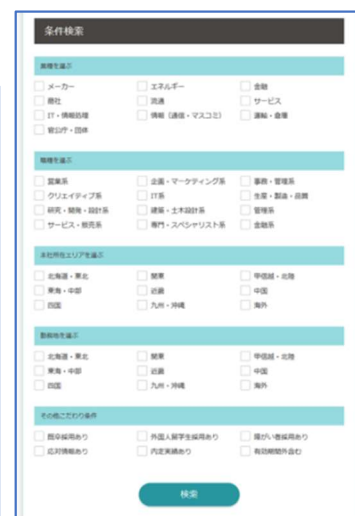 条件検索
業種を選ぶ
メーカー エネルギー 金融
商社 流通 サービス
IT・情報処理 情報（通信・マスコミ） 運輸・倉庫
官公庁・団体
職種を選ぶ
営業系 企画・マーケティング系 事務・管理系
クリエイティブ系 IT系 生産・製造・品質
研究・開発・設計系 建築・土木設計系 管理系
サービス・販売系 専門・スペシャリスト系 金融系
本社所在エリアを選ぶ
北海道・東北 関東 甲信越・北陸
東海・中部 近畿 中国
四国 九州・沖縄 海外
勤務地を選ぶ
北海道・東北 関東 甲信越・北陸
東海・中部 近畿 中国
四国 九州・沖縄 海外
その他こだわり条件
既卒採用あり 外国人留学生採用あり 障がい者採用あり
応対情報あり 内定実績あり 有効期間外含む
検索